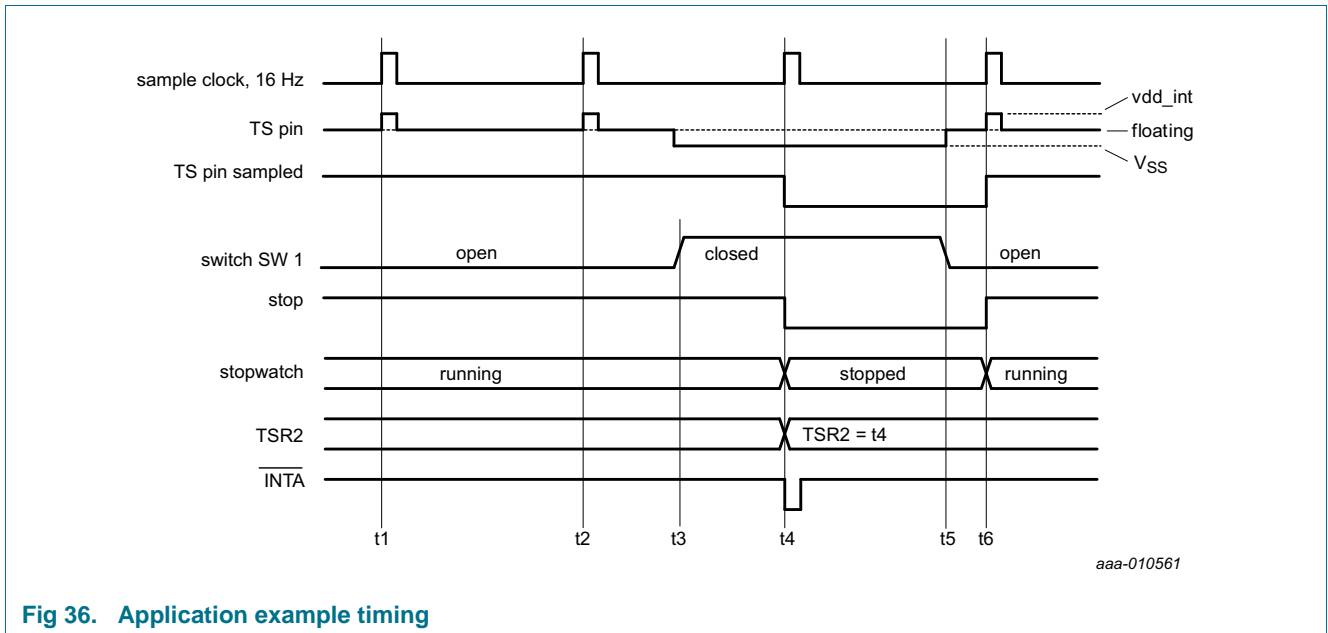 sample clock, 16 Hz
vdd_int
TS pin
floating
VSS
TS pin sampled
open
closed
open
switch SW 1
stop
stopwatch
running
stopped
running
TSR2
TSR2 = t4
INTA
t1
t2
t3
t4
t5
t6
aaa-010561
Fig 36. Application example timing